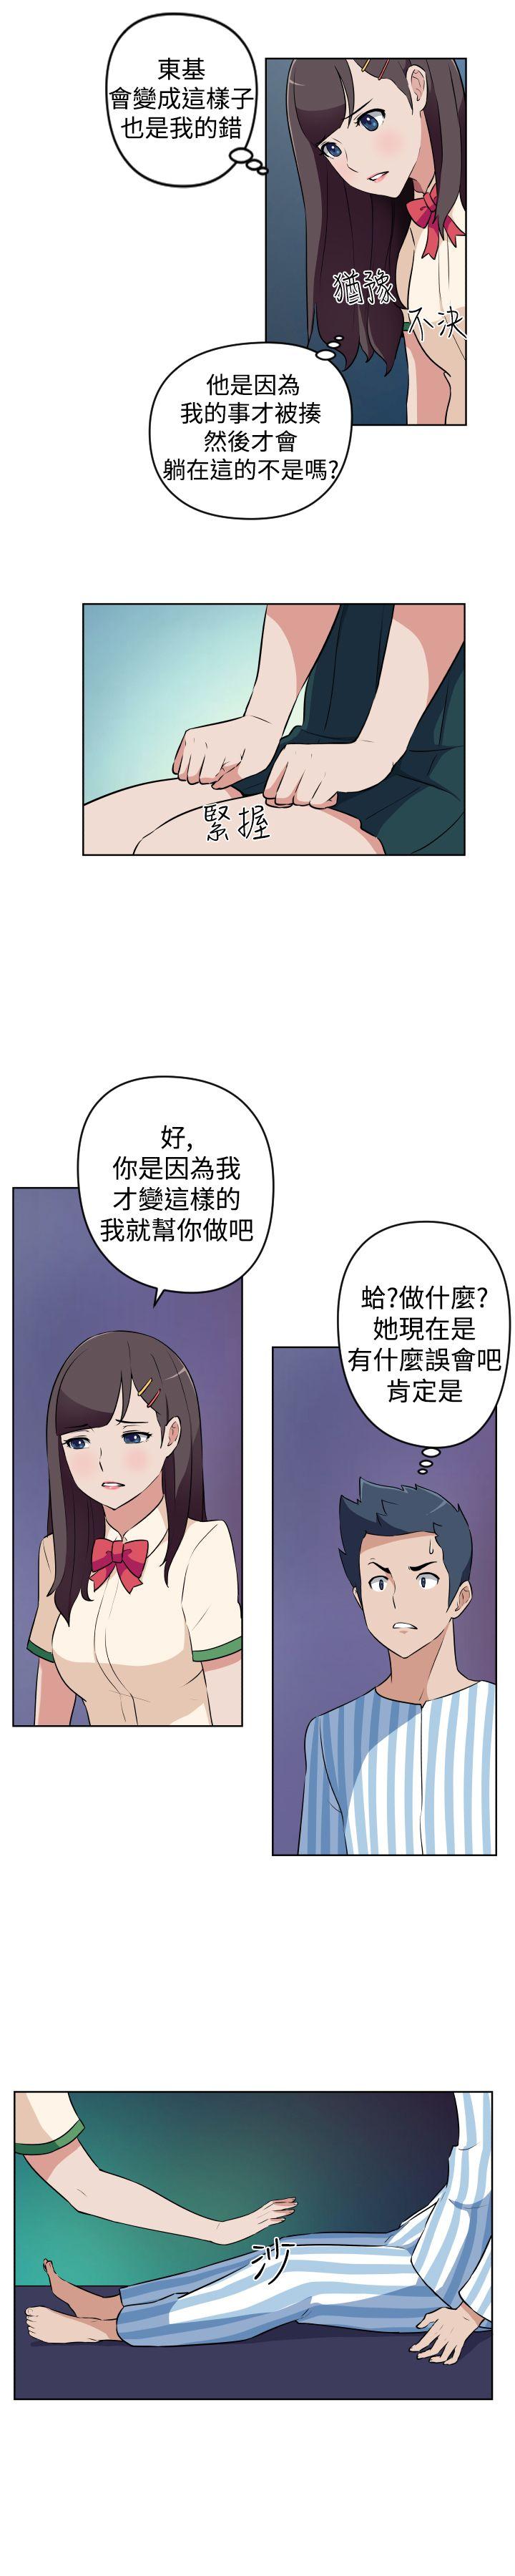 東基
會變成這樣子
也是我的錯
猶豫
不決
他是因為
我的事才被揍
然後才會
躺在這的不是嗎?
緊握
好,
你是因為我
才變這樣的
我就幫你做吧
蛤?做什麼?
她現在是
有什麼誤會吧
肯定是
沙